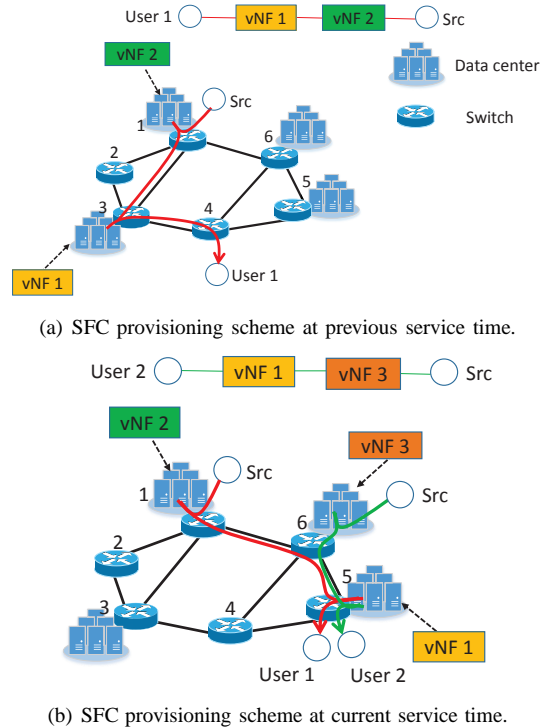 User 1 vNF 1 vNF 2 Src
vNF 2
Data center
Src
1
Switch
6
2
5
3
4
vNF 1
User 1
(a) SFC provisioning scheme at previous service time.
User 2 vNF 1 vNF 3 Src
vNF 2
vNF 3
Src
1
Src
6
2
5
3
4
vNF 1
User 1
User 2
(b) SFC provisioning scheme at current service time.